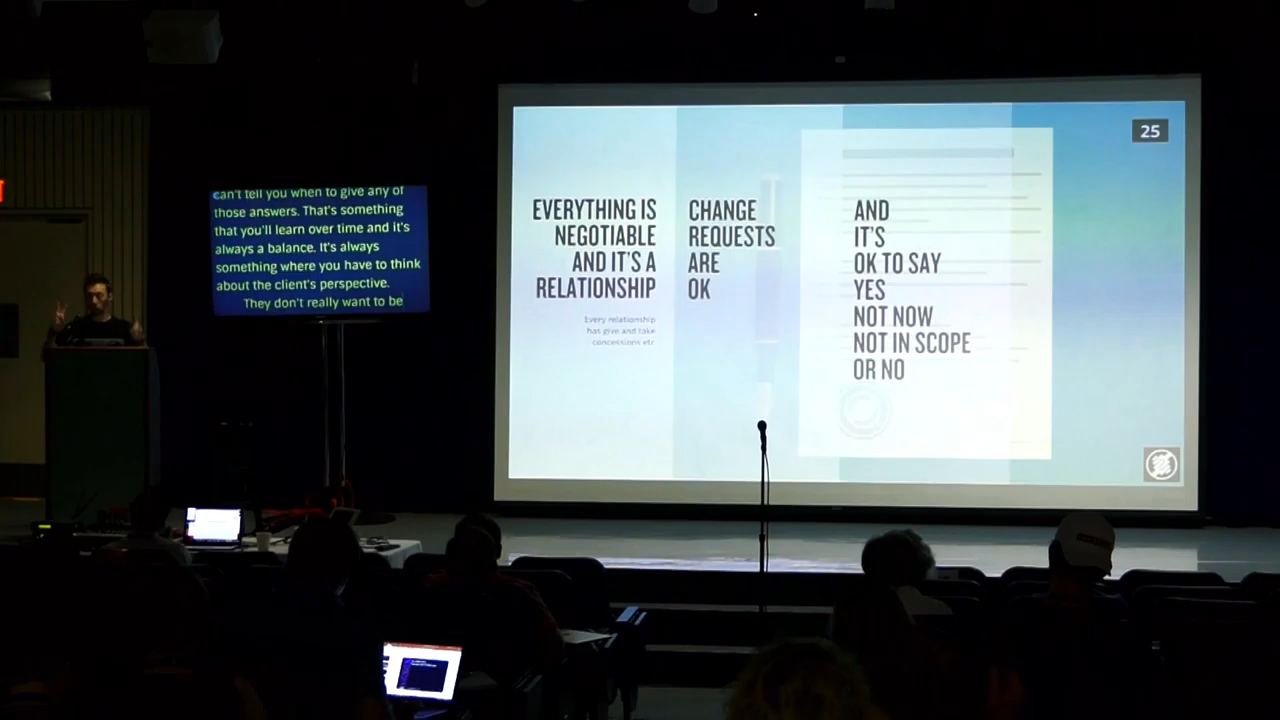 can't tell you when to give any of
those answers. That's something
that you'll learn over time and it's
always a balance. It's always
something where you have to think
about the client's perspective.
They don't really want to be
25
EVERYTHING IS
NEGOTIABLE
AND IT'S A
RELATIONSHIP
Every relationship
has give and take
concessions etc.
CHANGE
REQUESTS
ARE
OK
AND
IT'S
OK TO SAY
YES
NOT NOW
NOT IN SCOPE
OR NO